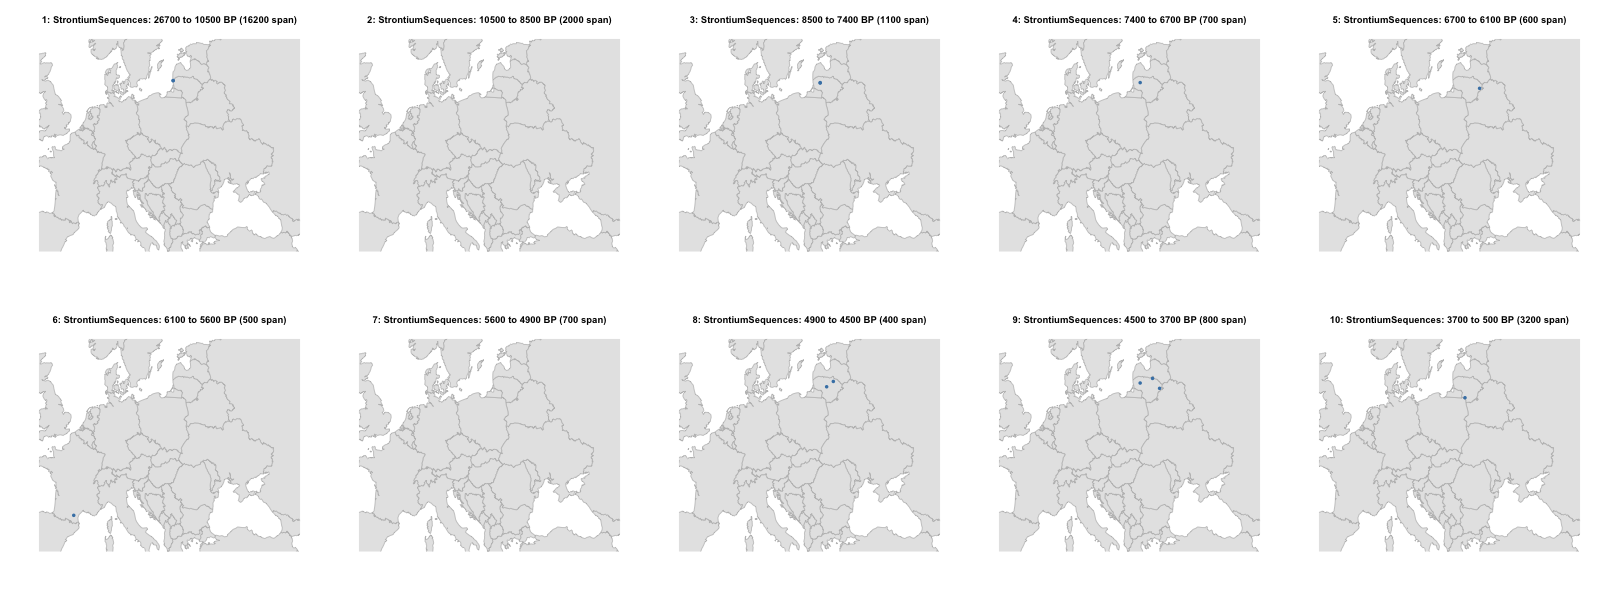 1: StrontiumSequences: 26700 to 10500 BP (16200 span)
2: StrontiumSequences: 10500 to 8500 BP (2000 span)
3: StrontiumSequences: 8500 to 7400 BP (1100 span)
4: StrontiumSequences: 7400 to 6700 BP (700 span)
5: StrontiumSequences: 6700 to 6100 BP (600 span)
6: StrontiumSequences: 6100 to 5600 BP (500 span)
7: StrontiumSequences: 5600 to 4900 BP (700 span)
8: StrontiumSequences: 4900 to 4500 BP (400 span)
9: StrontiumSequences: 4500 to 3700 BP (800 span)
10: StrontiumSequences: 3700 to 500 BP (3200 span)